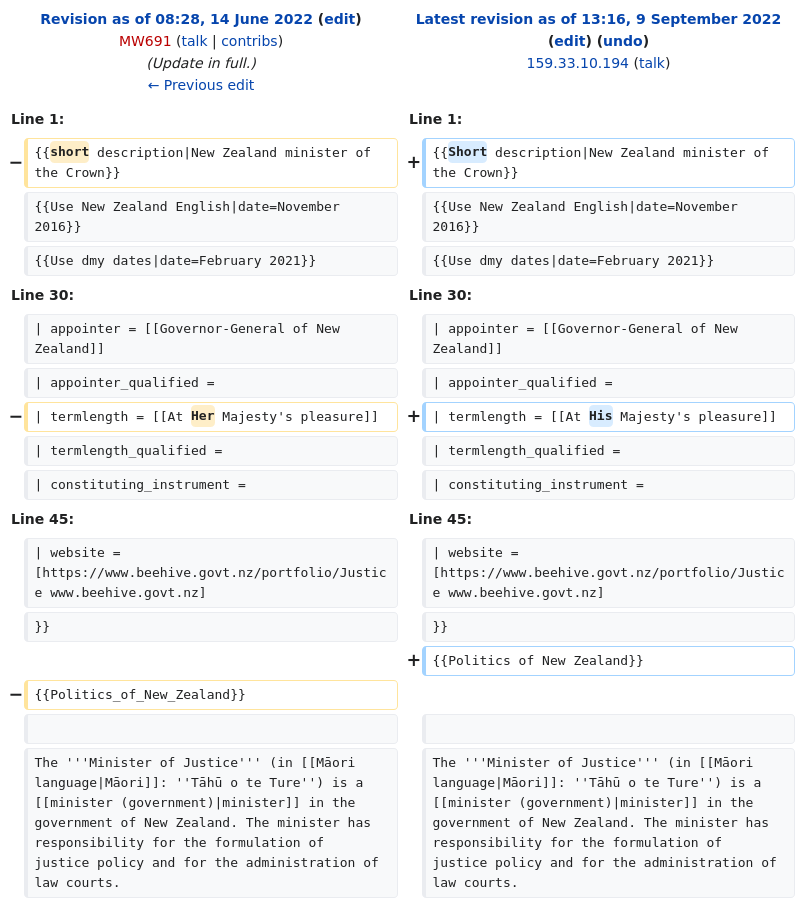 Revision as of 08:28, 14 June 2022 (edit)
MW691 (talk | contribs)
(Update in full.)
← Previous edit
Latest revision as of 13:16, 9 September 2022
(edit) (undo)
159.33.10.194 (talk)
Line 1:
Line 1:
− {{short description|New Zealand minister of
the Crown}}
+ {{Short description|New Zealand minister of
the Crown}}
{{Use New Zealand English|date=November
2016}}
{{Use New Zealand English|date=November
2016}}
{{Use dmy dates|date=February 2021}}
{{Use dmy dates|date=February 2021}}
Line 30:
Line 30:
| appointer = [[Governor-General of New
Zealand]]
| appointer = [[Governor-General of New
Zealand]]
| appointer_qualified =
| appointer_qualified =
− | termlength = [[At Her Majesty's pleasure]]
+ | termlength = [[At His Majesty's pleasure]]
| termlength_qualified =
| termlength_qualified =
| constituting_instrument =
| constituting_instrument =
Line 45:
Line 45:
| website =
[https://www.beehive.govt.nz/portfolio/Justic
e www.beehive.govt.nz]
| website =
[https://www.beehive.govt.nz/portfolio/Justic
e www.beehive.govt.nz]
}}
}}
+ {{Politics of New Zealand}}
− {{Politics_of_New_Zealand}}
The '''Minister of Justice''' (in [[Māori
language|Māori]]: ''Tāhū o te Ture'') is a
[[minister (government)|minister]] in the
government of New Zealand. The minister has
responsibility for the formulation of
justice policy and for the administration of
law courts.
The '''Minister of Justice''' (in [[Māori
language|Māori]]: ''Tāhū o te Ture'') is a
[[minister (government)|minister]] in the
government of New Zealand. The minister has
responsibility for the formulation of
justice policy and for the administration of
law courts.